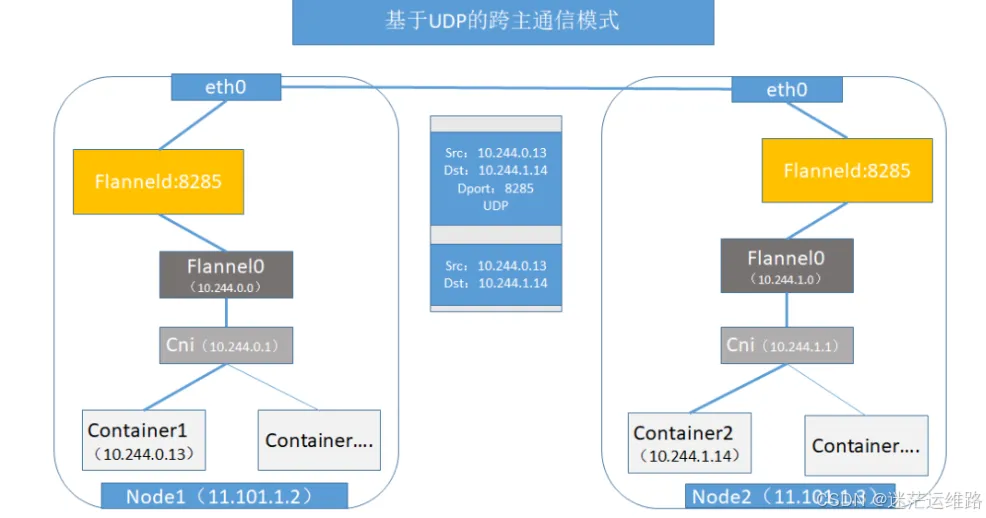 基于UDP的跨主通信模式
eth0
eth0
Flanneld:8285
Flanneld:8285
Src：10.244.0.13
Dst：10.244.1.14
Dport：8285
UDP
Src：10.244.0.13
Dst：10.244.1.14
Flannel0
（10.244.0.0）
Flannel0
（10.244.1.0）
Cni（10.244.0.1）
Cni（10.244.1.1）
Container1
（10.244.0.13）
Container....
Container2
（10.244.1.14）
Container....
Node1（11.101.1.2）
Node2（11.101.1.3）
CSDN @迷茫运维路